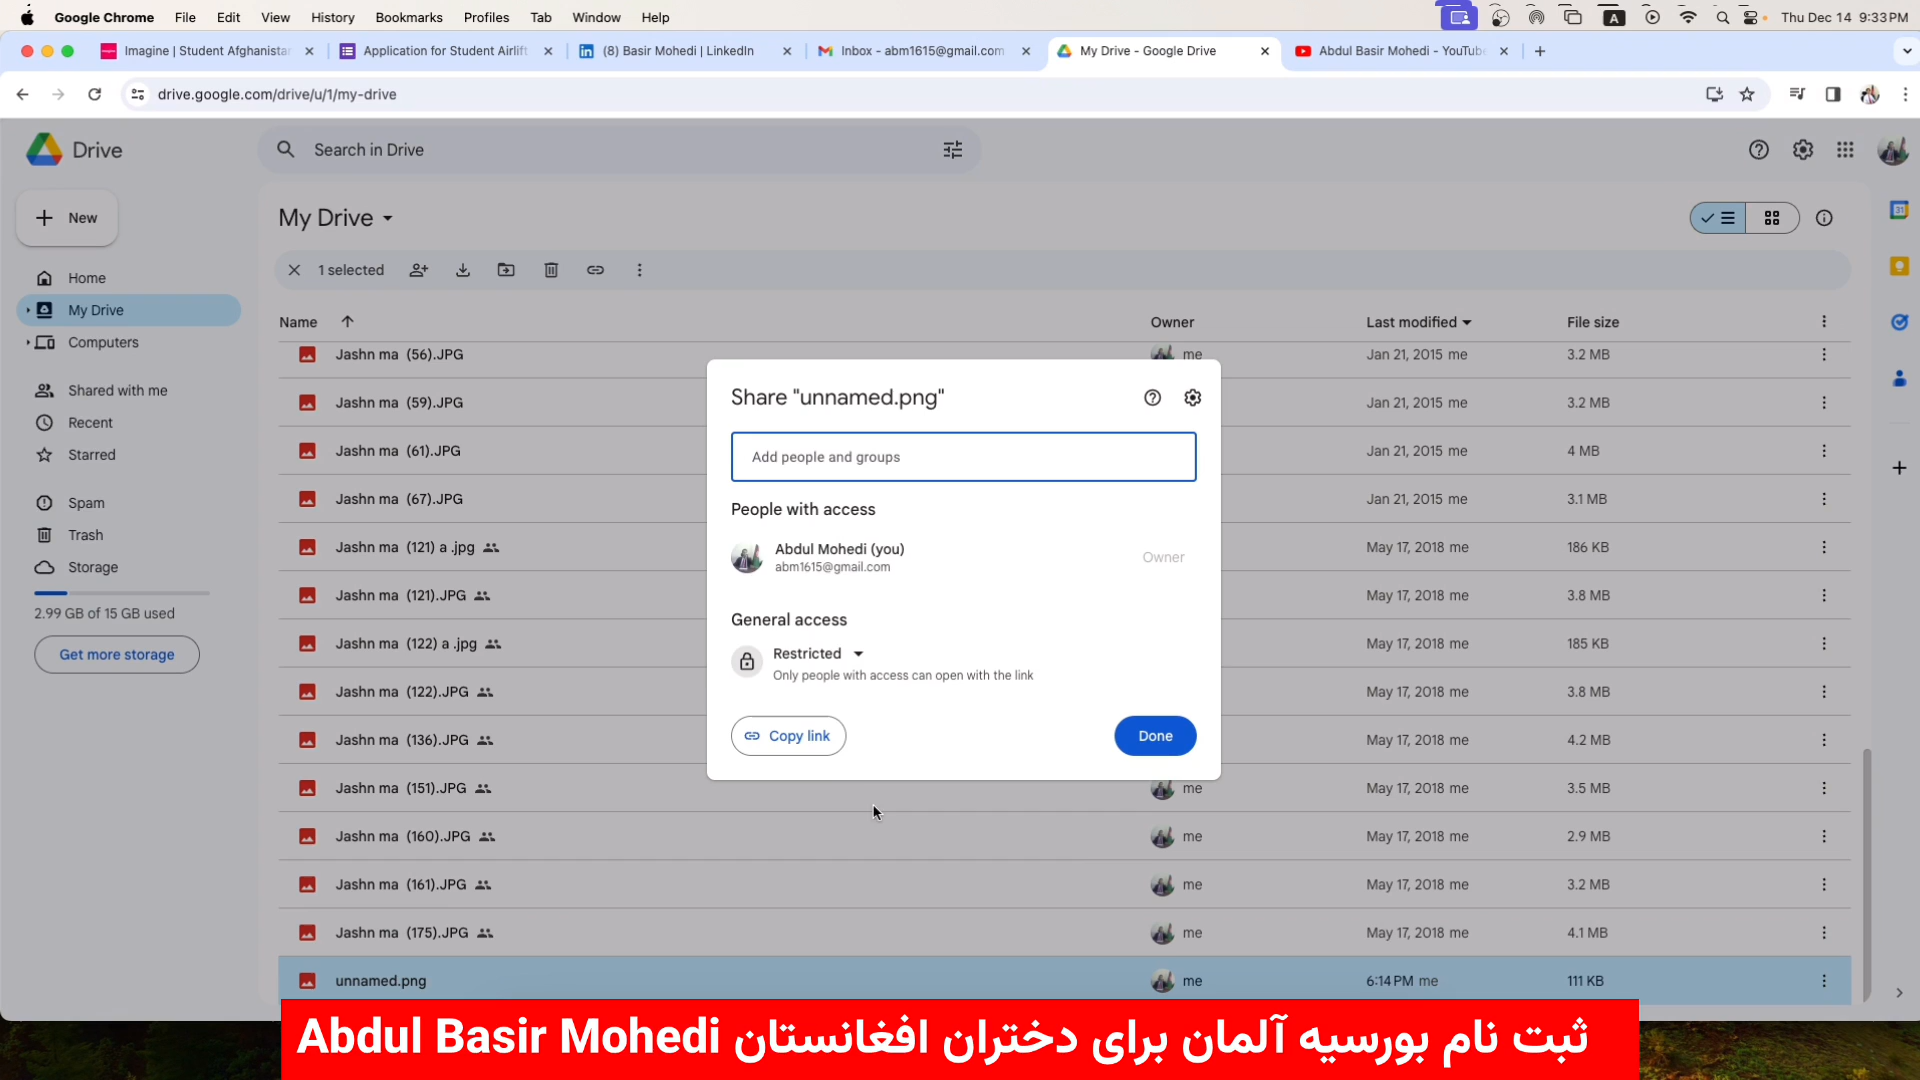 Google Chrome File Edit View History Bookmarks Profiles Tab Window Help A Thu Dec 14 9:33 PM
Imagine | Student Afghanistan Application for Student Airlift (8) Basir Mohedi | LinkedIn Inbox - abm1615@gmail.com My Drive - Google Drive Abdul Basir Mohedi - YouTube
drive.google.com/drive/u/1/my-drive
Drive
Search in Drive
New
My Drive
1 selected
Home
My Drive
Computers
Shared with me
Recent
Starred
Spam
Trash
Storage
2.99 GB of 15 GB used
Get more storage
31
Name Owner Last modified File size
Jashn ma (56).JPG me Jan 21, 2015 me 3.2 MB
Jashn ma (59).JPG Jan 21, 2015 me 3.2 MB
Jashn ma (61).JPG Jan 21, 2015 me 4 MB
Jashn ma (67).JPG Jan 21, 2015 me 3.1 MB
Jashn ma (121) a .jpg May 17, 2018 me 186 KB
Jashn ma (121).JPG May 17, 2018 me 3.8 MB
Jashn ma (122) a .jpg May 17, 2018 me 185 KB
Jashn ma (122).JPG May 17, 2018 me 3.8 MB
Jashn ma (136).JPG May 17, 2018 me 4.2 MB
Jashn ma (151).JPG me May 17, 2018 me 3.5 MB
Jashn ma (160).JPG me May 17, 2018 me 2.9 MB
Jashn ma (161).JPG me May 17, 2018 me 3.2 MB
Jashn ma (175).JPG me May 17, 2018 me 4.1 MB
unnamed.png me 6:14 PM me 111 KB
Share "unnamed.png"
Add people and groups
People with access
Abdul Mohedi (you)
abm1615@gmail.com
Owner
General access
Restricted
Only people with access can open with the link
Copy link
Done
ثبت نام بورسیه آلمان برای دختران افغانستان Abdul Basir Mohedi